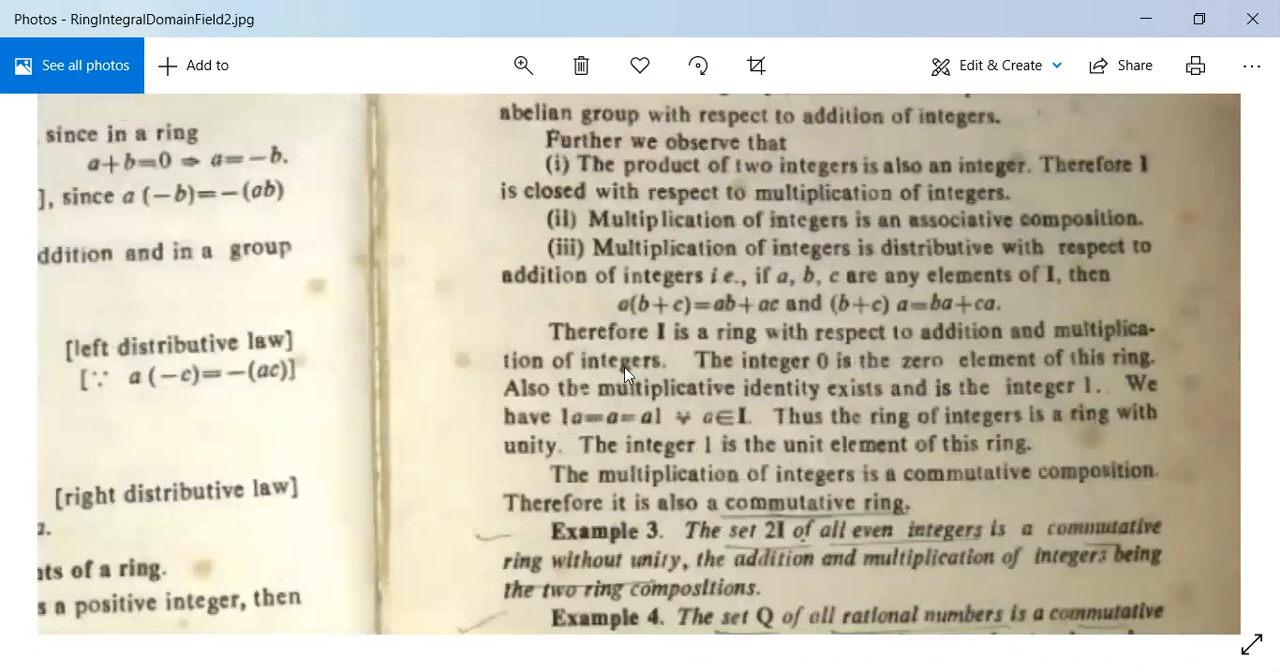 Photos - RingIntegralDomainField2.jpg
See all photos
Add to
Edit & Create
Share
since in a ring
a+b=0 ⇒ a=−b.
], since a (−b)=−(ab)
ddition and in a group
[left distributive law]
[∵ a (−c)=−(ac)]
[right distributive law]
nts of a ring.
s a positive integer, then
abelian group with respect to addition of integers.
Further we observe that
(i) The product of two integers is also an integer. Therefore I
is closed with respect to multiplication of integers.
(ii) Multiplication of integers is an associative composition.
(iii) Multiplication of integers is distributive with respect to
addition of integers i e., if a, b, c are any elements of I, then
a(b+c)=ab+ac and (b+c) a=ba+ca.
Therefore I is a ring with respect to addition and multiplica-
tion of integers. The integer 0 is the zero element of this ring.
Also the multiplicative identity exists and is the integer 1. We
have 1a=a=a1 ∀ a∈I. Thus the ring of integers is a ring with
unity. The integer 1 is the unit element of this ring.
The multiplication of integers is a commutative composition.
Therefore it is also a commutative ring.
Example 3. The set 2I of all even integers is a commutative
ring without unity, the addition and multiplication of integers being
the two ring compositions.
Example 4. The set Q of all rational numbers is a commutative